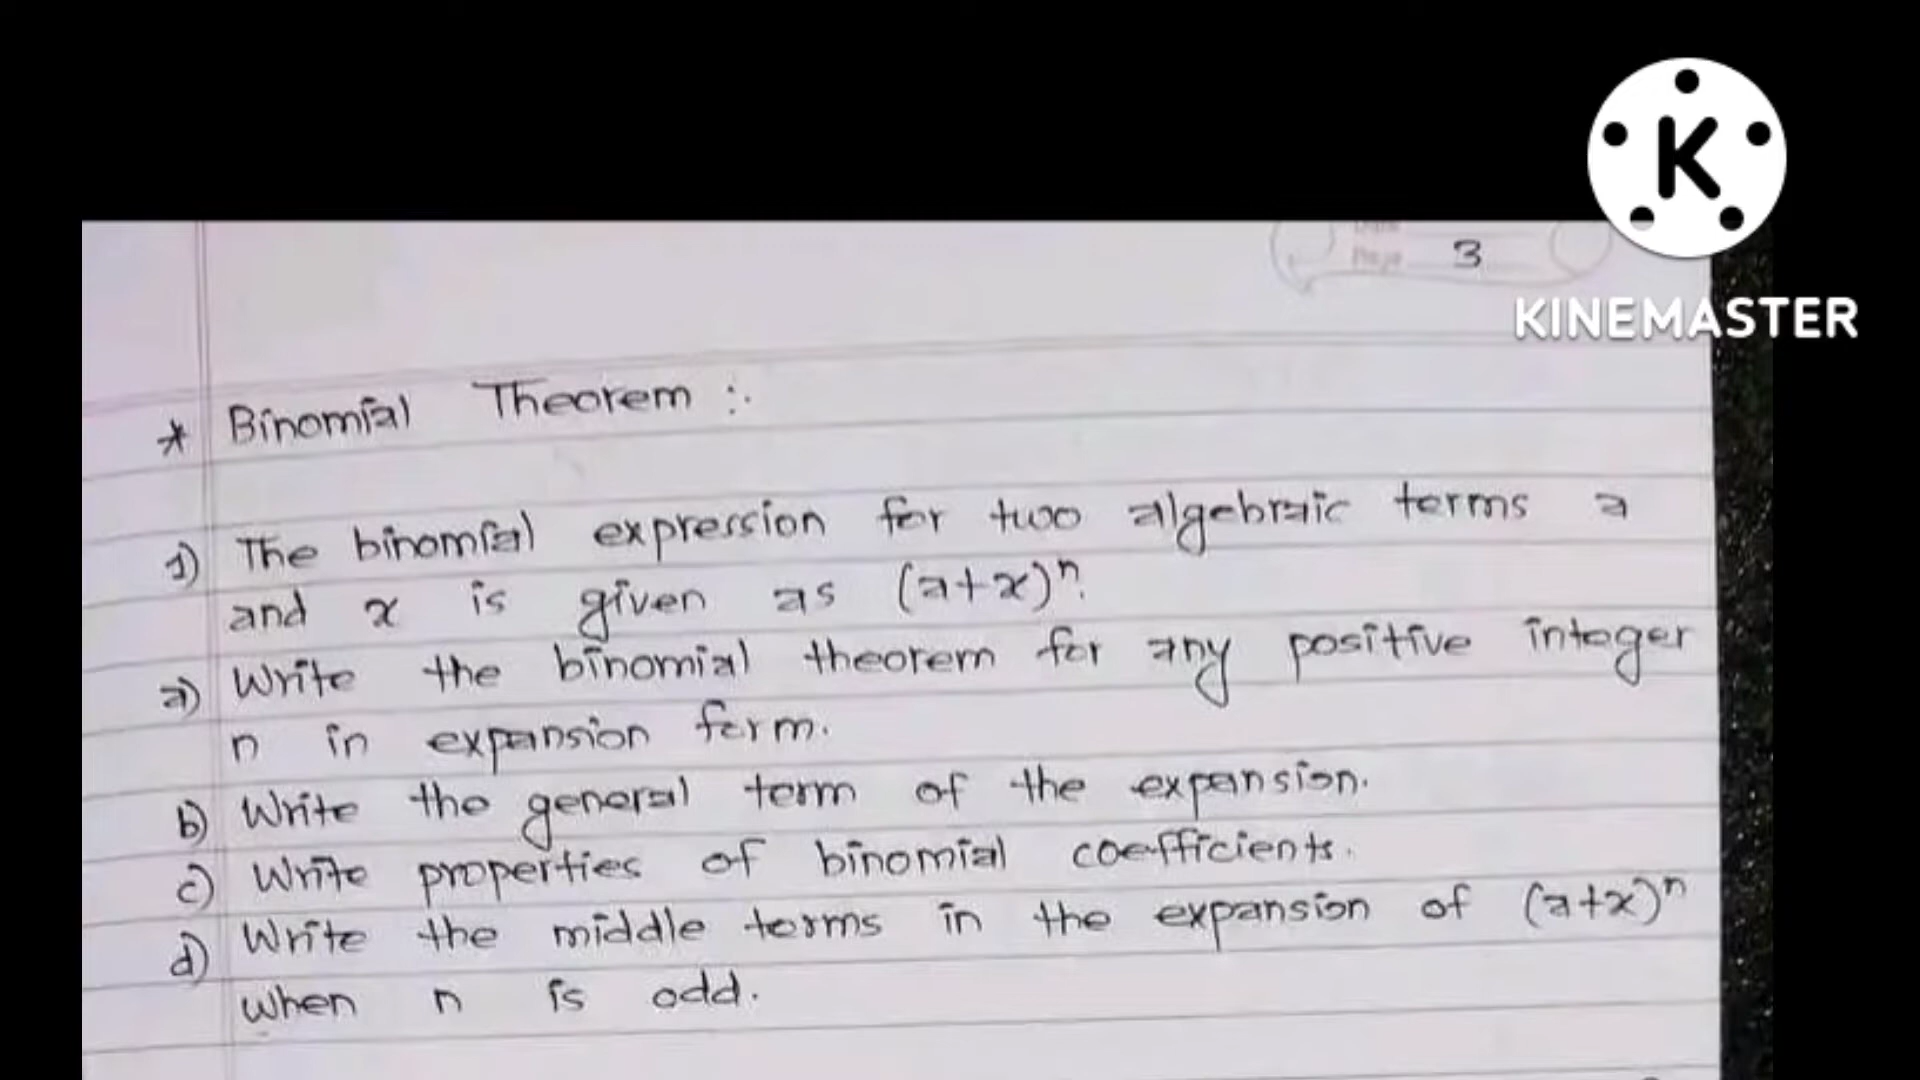 K
KINEMASTER
Date
Page 3
* Binomial Theorem :.
1) The binomial expression for two algebraic terms a
and x is given as (a+x)ⁿ.
a) Write the binomial theorem for any positive integer
n in expansion form.
b) Write the general term of the expansion.
c) Write properties of binomial coefficients.
d) Write the middle terms in the expansion of (a+x)ⁿ
when n is odd.